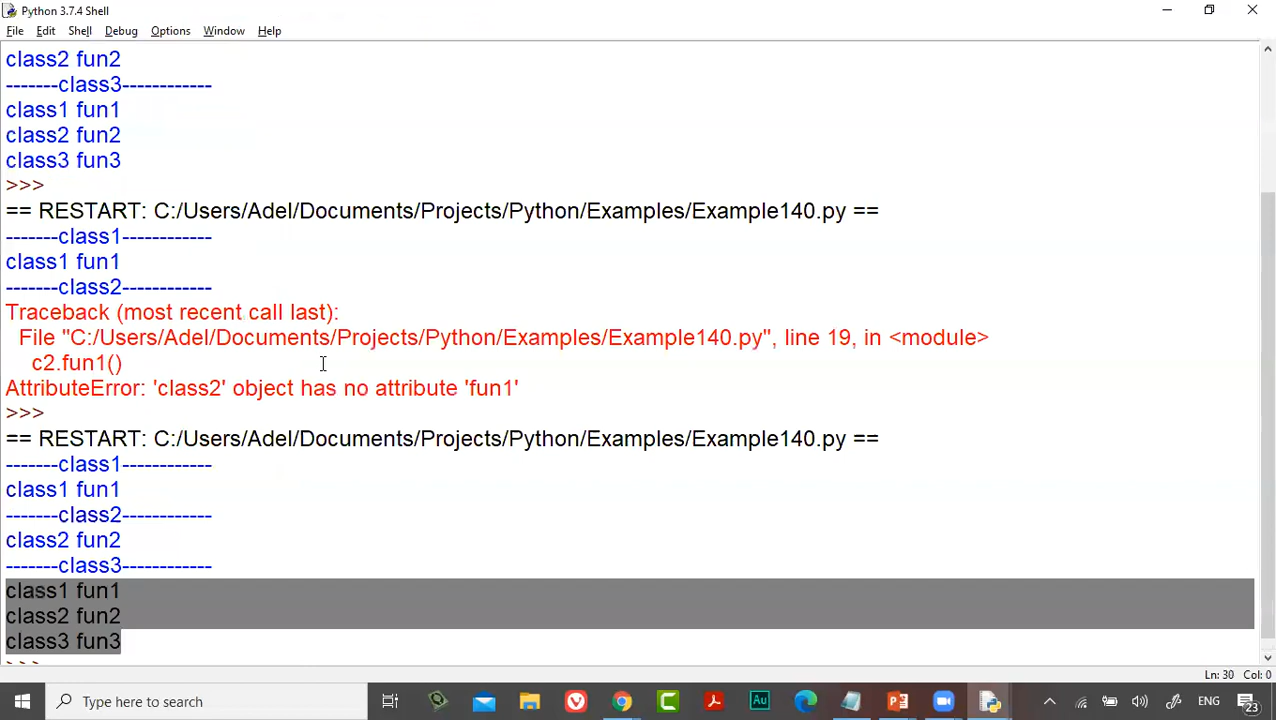 Python 3.7.4 Shell
File Edit Shell Debug Options Window Help
class2 fun2
-------class3------------
class1 fun1
class2 fun2
class3 fun3
>>>
== RESTART: C:/Users/Adel/Documents/Projects/Python/Examples/Example140.py ==
-------class1------------
class1 fun1
-------class2------------
Traceback (most recent call last):
File "C:/Users/Adel/Documents/Projects/Python/Examples/Example140.py", line 19, in <module>
c2.fun1()
AttributeError: 'class2' object has no attribute 'fun1'
>>>
== RESTART: C:/Users/Adel/Documents/Projects/Python/Examples/Example140.py ==
-------class1------------
class1 fun1
-------class2------------
class2 fun2
-------class3------------
class1 fun1
class2 fun2
class3 fun3
>>>
Ln: 30 Col: 0
Type here to search
Au
ENG
23